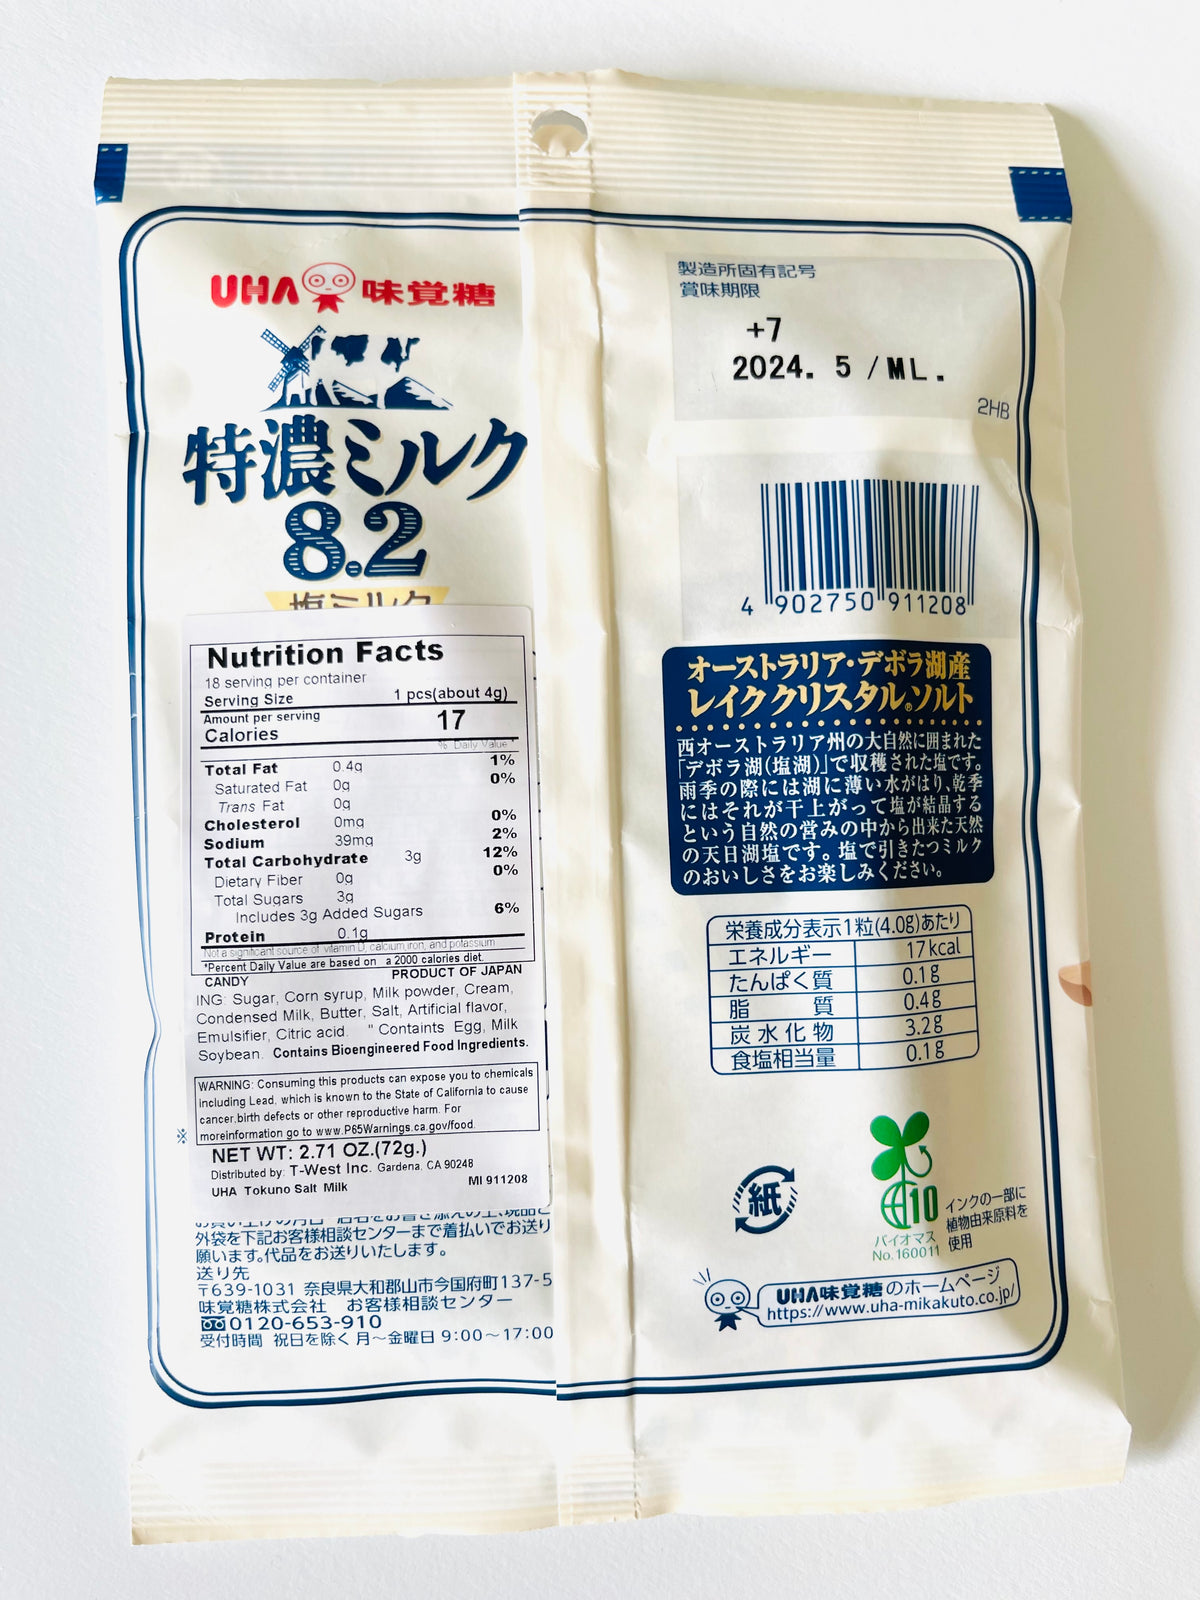 UHA 味覚糖
特濃ミルク
8.2
塩ミルク
Nutrition Facts
18 serving per container
Serving Size 1 pcs(about 4g)
Amount per serving
Calories 17
% Daily Value *
Total Fat 0.4g 1%
Saturated Fat 0g 0%
Trans Fat 0g
Cholesterol 0mg 0%
Sodium 39mg 2%
Total Carbohydrate 3g 12%
Dietary Fiber 0g 0%
Total Sugars 3g
Includes 3g Added Sugars 6%
Protein 0.1g
Not a significant source of vitamin D, calcium,iron, and potassium
*Percent Daily Value are based on a 2000 calories diet.
CANDY PRODUCT OF JAPAN
ING: Sugar, Corn syrup, Milk powder, Cream,
Condensed Milk, Butter, Salt, Artificial flavor,
Emulsifier, Citric acid. " Containts Egg, Milk
Soybean. Contains Bioengineered Food Ingredients.
WARNING: Consuming this products can expose you to chemicals
including Lead, which is known to the State of California to cause
cancer,birth defects or other reproductive harm. For
moreinformation go to www.P65Warnings.ca.gov/food.
※
NET WT: 2.71 OZ.(72g.)
Distributed by: T-West Inc. Gardena, CA 90248
UHA Tokuno Salt Milk MI 911208
外袋を下記お客様相談センターまで着払いでお送り
願います。代品をお送りいたします。
送り先
〒639-1031 奈良県大和郡山市今国府町137-5
味覚糖株式会社 お客様相談センター
0120-653-910
受付時間 祝日を除く月～金曜日 9:00～17:00
製造所固有記号
賞味期限
+7
2024. 5 /ML.
2HB
4 902750 911208
オーストラリア・デボラ湖産
レイククリスタル®ソルト
西オーストラリア州の大自然に囲まれた
「デボラ湖(塩湖)」で収穫された塩です。
雨季の際には湖に薄い水がはり、乾季
にはそれが干上がって塩が結晶する
という自然の営みの中から出来た天然
の天日湖塩です。塩で引きたつミルク
のおいしさをお楽しみください。
栄養成分表示1粒(4.0g)あたり
エネルギー 17kcal
たんぱく質 0.1g
脂質 0.4g
炭水化物 3.2g
食塩相当量 0.1g
紙
10
バイオマス
No.160011
インクの一部に
植物由来原料を
使用
UHA味覚糖のホームページ
https://www.uha-mikakuto.co.jp/